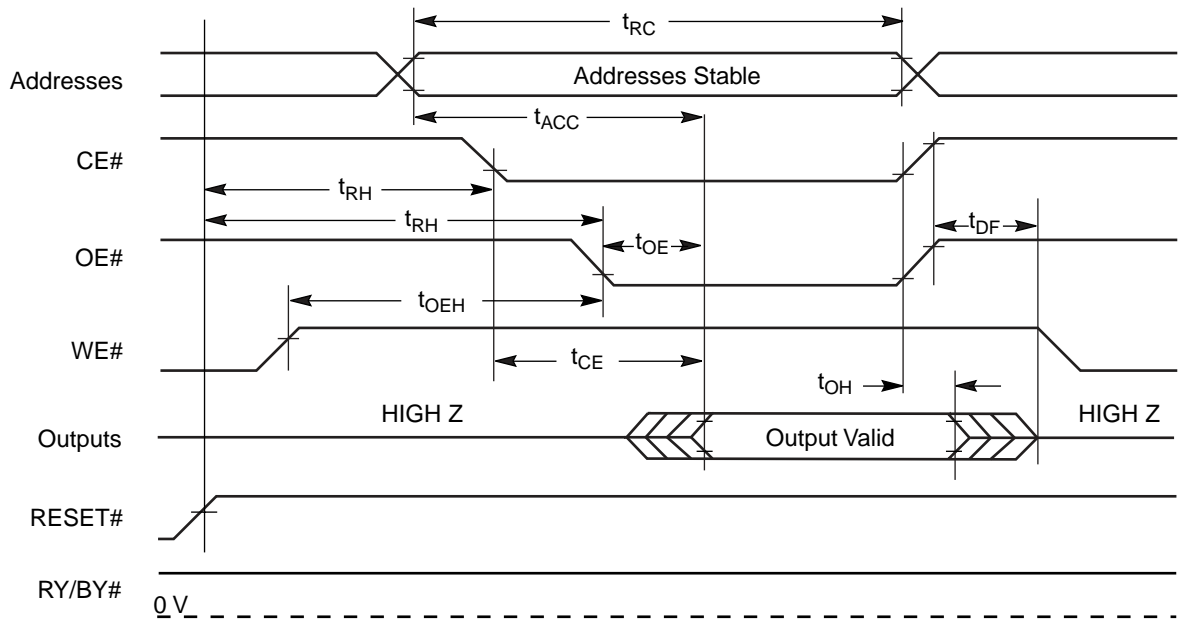 tRC
Addresses
Addresses Stable
tACC
CE#
tRH
tRH
OE#
tOE
tDF
tOEH
WE#
tCE
tOH
HIGH Z
HIGH Z
Outputs
Output Valid
RESET#
RY/BY#
0 V